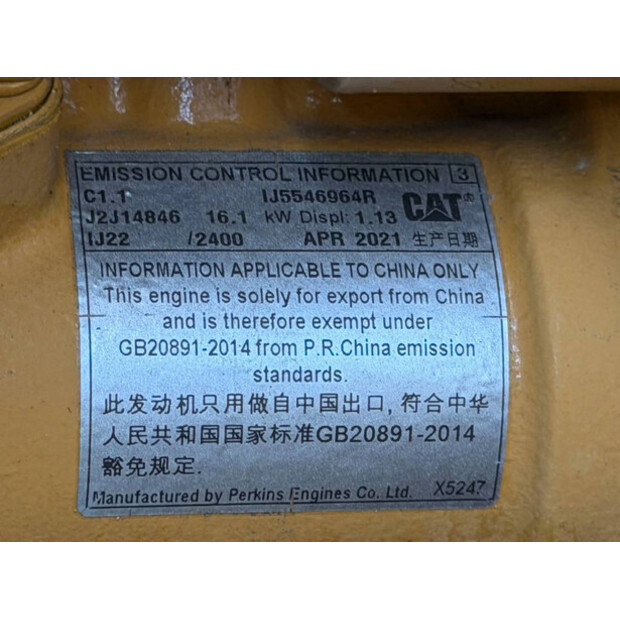 EMISSION CONTROL INFORMATION 3
C1.1 IJ5546964R CAT®
J2J14846 16.1 kW Displ: 1.13
IJ22 /2400 APR 2021 生产日期
INFORMATION APPLICABLE TO CHINA ONLY
This engine is solely for export from China
and is therefore exempt under
GB20891-2014 from P.R.China emission
standards.
此发动机只用做自中国出口, 符合中华
人民共和国国家标准GB20891-2014
豁免规定.
Manufactured by Perkins Engines Co. Ltd. X5247